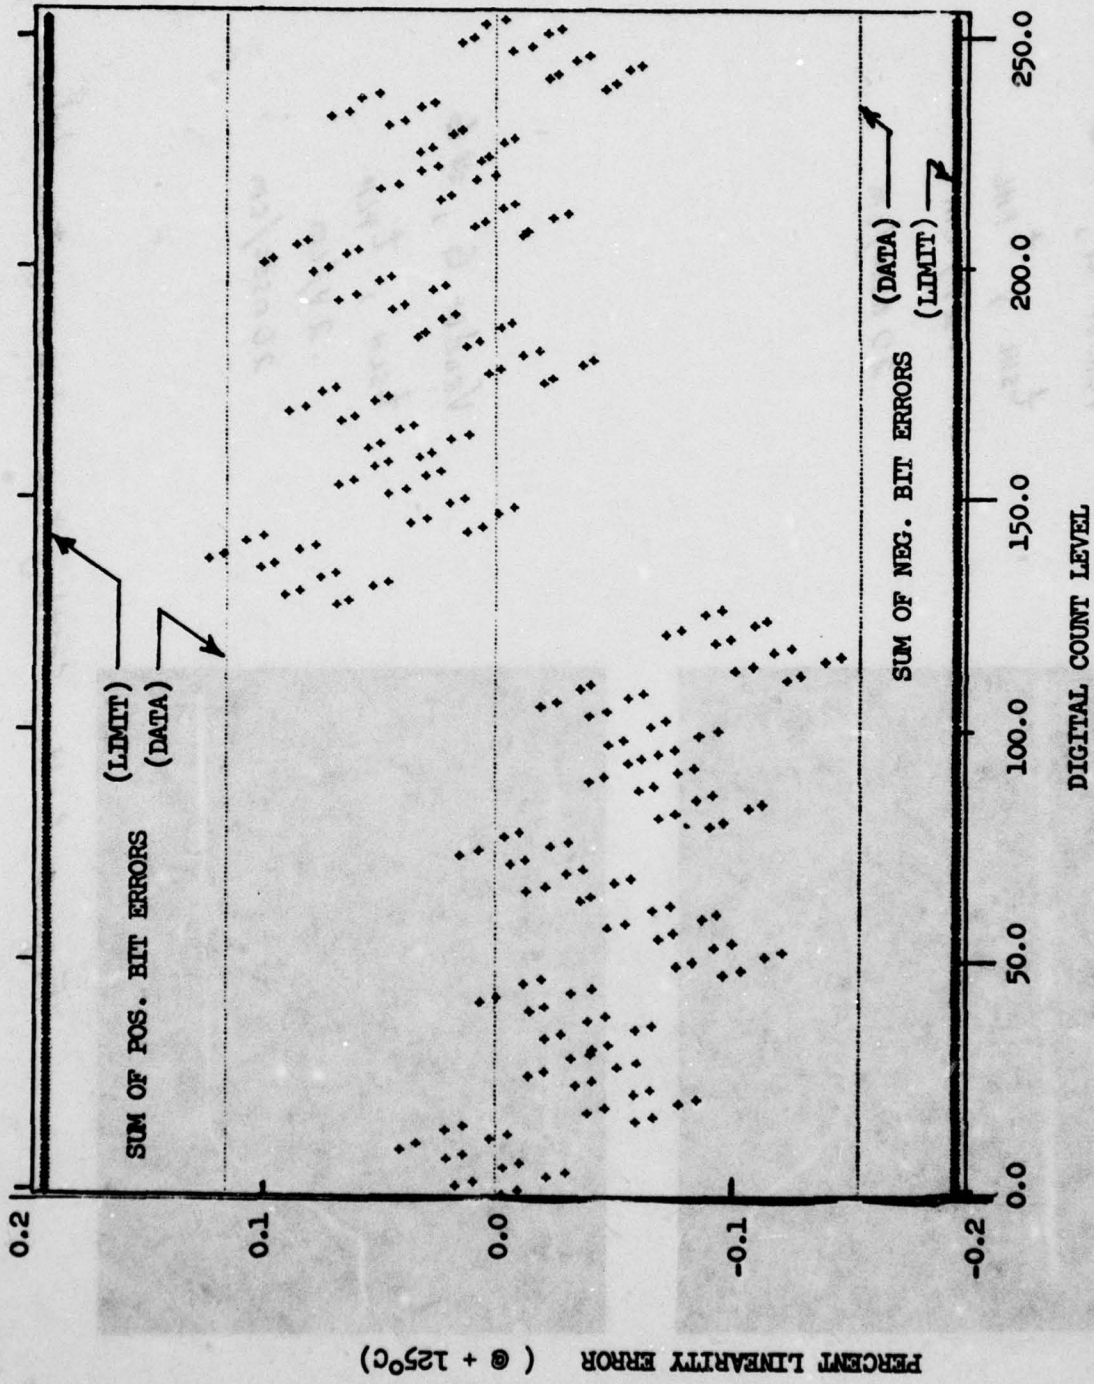 0.2
0.1
0.0
-0.1
-0.2
PERCENT LINEARITY ERROR ( @ + 125°C)
SUM OF POS. BIT ERRORS
(LIMIT)
(DATA)
SUM OF NEG. BIT ERRORS
(DATA)
(LIMIT)
0.0
50.0
100.0
150.0
200.0
250.0
DIGITAL COUNT LEVEL